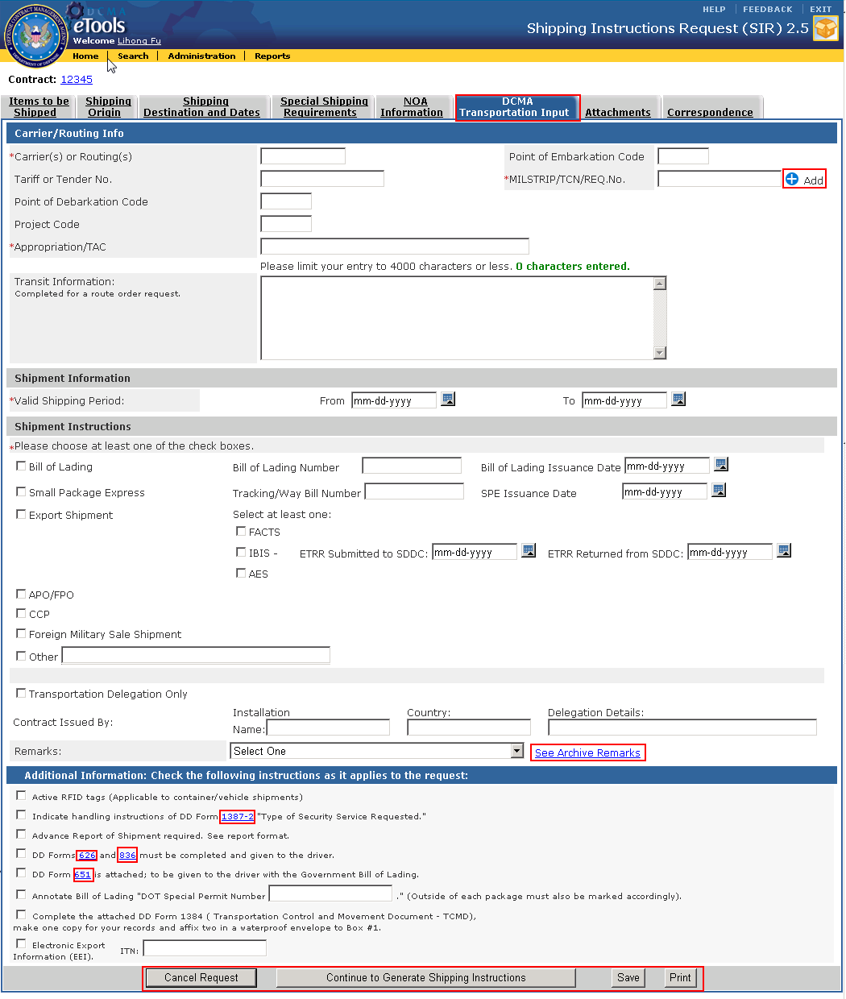 HELP | FEEDBACK | EXIT
DCMA
eTools
Welcome Lihong Fu
Shipping Instructions Request (SIR) 2.5
DEFENSE CONTRACT MANAGEMENT AGENCY
DEPARTMENT OF DEFENSE
Home | Search | Administration | Reports
Contract: 12345
Items to be Shipped
Shipping Origin
Shipping Destination and Dates
Special Shipping Requirements
NOA Information
DCMA Transportation Input
Attachments
Correspondence
Carrier/Routing Info
*Carrier(s) or Routing(s) Point of Embarkation Code
Tariff or Tender No. *MILSTRIP/TCN/REQ.No. Add
Point of Debarkation Code
Project Code
*Appropriation/TAC
Please limit your entry to 4000 characters or less. 0 characters entered.
Transit Information:
Completed for a route order request.
Shipment Information
*Valid Shipping Period: From mm-dd-yyyy To mm-dd-yyyy
Shipment Instructions
*Please choose at least one of the check boxes.
Bill of Lading Bill of Lading Number Bill of Lading Issuance Date mm-dd-yyyy
Small Package Express Tracking/Way Bill Number SPE Issuance Date mm-dd-yyyy
Export Shipment Select at least one:
FACTS
IBIS - ETRR Submitted to SDDC: mm-dd-yyyy ETRR Returned from SDDC: mm-dd-yyyy
AES
APO/FPO
CCP
Foreign Military Sale Shipment
Other
Transportation Delegation Only
Contract Issued By: Installation Name: Country: Delegation Details:
Remarks: Select One See Archive Remarks
Additional Information: Check the following instructions as it applies to the request:
Active RFID tags (Applicable to container/vehicle shipments)
Indicate handling instructions of DD Form 1387-2 "Type of Security Service Requested."
Advance Report of Shipment required. See report format.
DD Forms 626 and 836 must be completed and given to the driver.
DD Form 651 is attached; to be given to the driver with the Government Bill of Lading.
Annotate Bill of Lading "DOT Special Permit Number ." (Outside of each package must also be marked accordingly).
Complete the attached DD Form 1384 ( Transportation Control and Movement Document - TCMD),
make one copy for your records and affix two in a waterproof envelope to Box #1.
Electronic Export
Information (EEI). ITN:
Cancel Request Continue to Generate Shipping Instructions Save Print